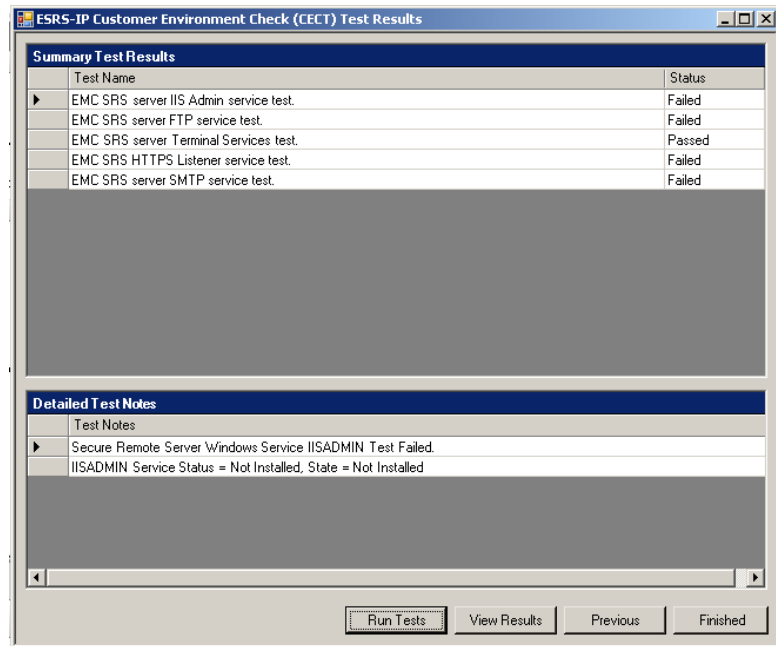 ESRS-IP Customer Environment Check (CECT) Test Results
Summary Test Results
Test Name Status
EMC SRS server IIS Admin service test. Failed
EMC SRS server FTP service test. Failed
EMC SRS server Terminal Services test. Passed
EMC SRS HTTPS Listener service test. Failed
EMC SRS server SMTP service test. Failed
Detailed Test Notes
Test Notes
Secure Remote Server Windows Service IISADMIN Test Failed.
IISADMIN Service Status = Not Installed, State = Not Installed
Run Tests View Results Previous Finished